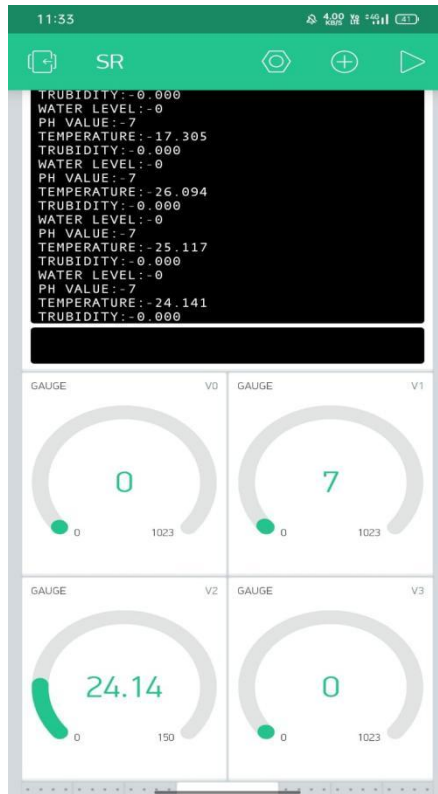 11:33
4.00 KB/S
4G
41
SR
TRUBIDITY:-0.000
WATER LEVEL:-0
PH VALUE:-7
TEMPERATURE:-17.305
TRUBIDITY:-0.000
WATER LEVEL:-0
PH VALUE:-7
TEMPERATURE:-26.094
TRUBIDITY:-0.000
WATER LEVEL:-0
PH VALUE:-7
TEMPERATURE:-25.117
TRUBIDITY:-0.000
WATER LEVEL:-0
PH VALUE:-7
TEMPERATURE:-24.141
TRUBIDITY:-0.000
GAUGE V0
0
0 1023
GAUGE V1
7
0 1023
GAUGE V2
24.14
0 150
GAUGE V3
0
0 1023